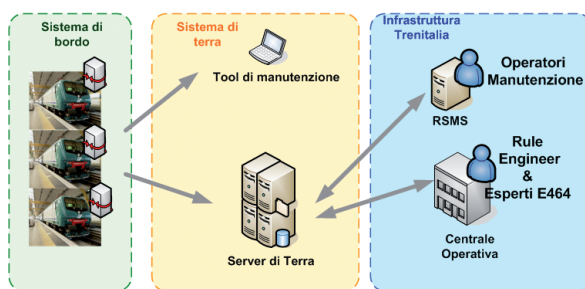 Sistema di
bordo
Sistema di
terra
Tool di manutenzione
Server di Terra
Infrastruttura
Trenitalia
Operatori
Manutenzione
RSMS
Rule
Engineer
&
Esperti E464
Centrale
Operativa